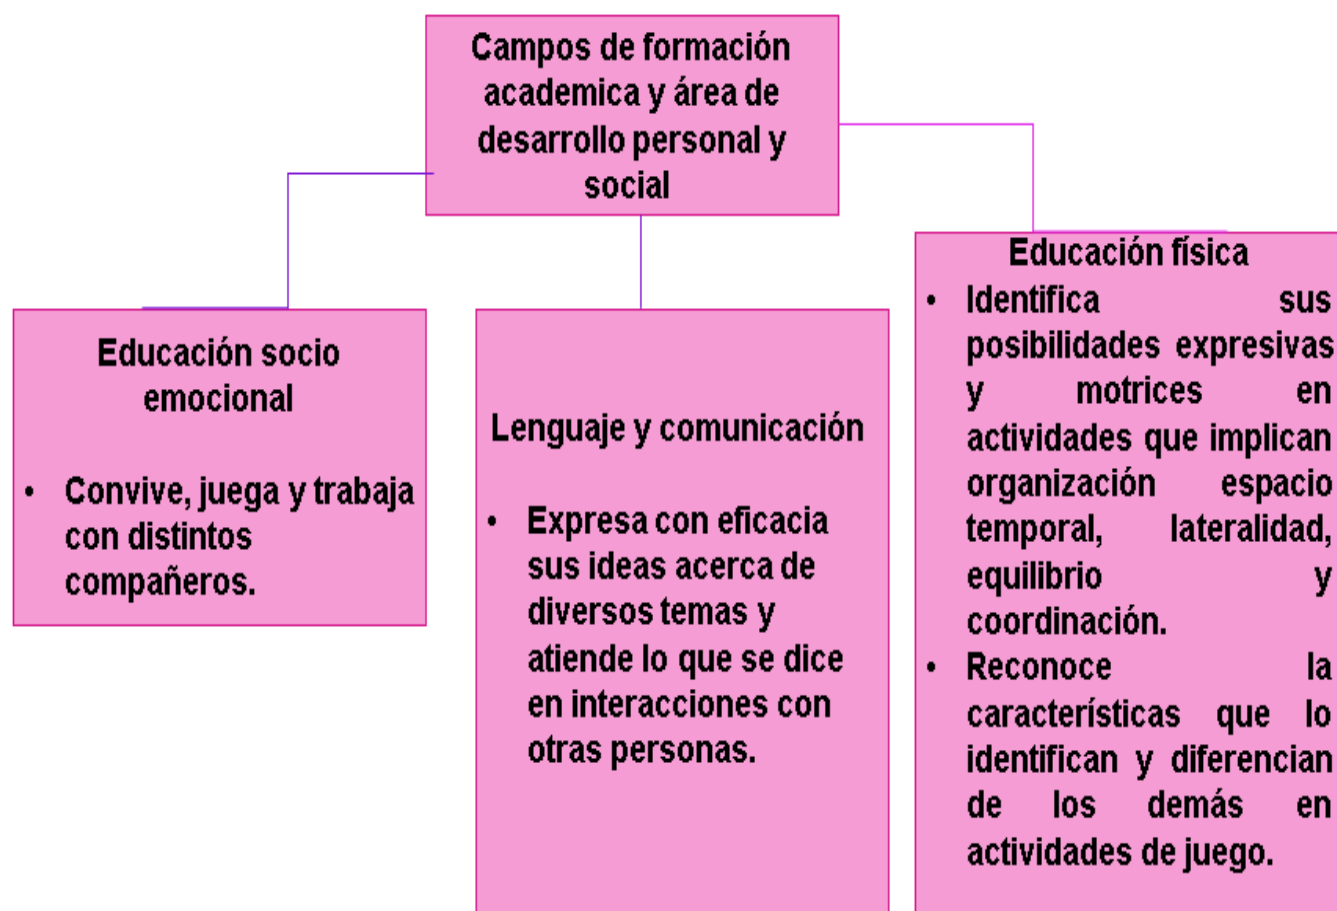 Campos de formación
academica y área de
desarrollo personal y
social
Educación socio
emocional
• Convive, juega y trabaja
con distintos
compañeros.
Lenguaje y comunicación
• Expresa con eficacia
sus ideas acerca de
diversos temas y
atiende lo que se dice
en interacciones con
otras personas.
Educación física
• Identifica sus
posibilidades expresivas
y motrices en
actividades que implican
organización espacio
temporal, lateralidad,
equilibrio y
coordinación.
• Reconoce la
características que lo
identifican y diferencian
de los demás en
actividades de juego.